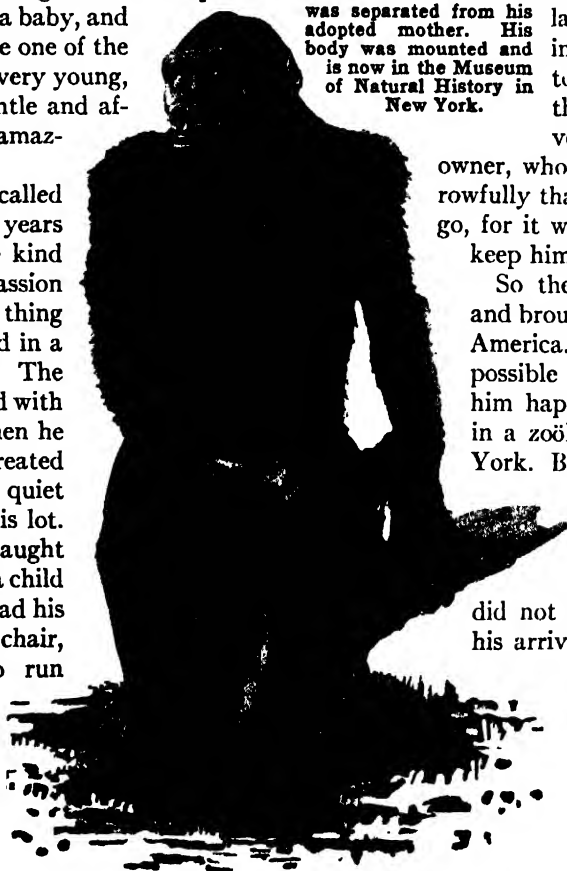 a baby, and
e one of the
very young,
ntle and af-
amaz-
called
years
kind
assion
thing
d in a
The
d with
en he
reated
quiet
is lot.
aught
a child
ad his
chair,
run
was separated from his
adopted mother. His
body was mounted and
is now in the Museum
of Natural History in
New York.
la
in
to
th
ve
owner, who
rowfully tha
go, for it w
keep him
So the
and brou
America.
possible
him hap
in a zoöl
York. B
did not
his arriv